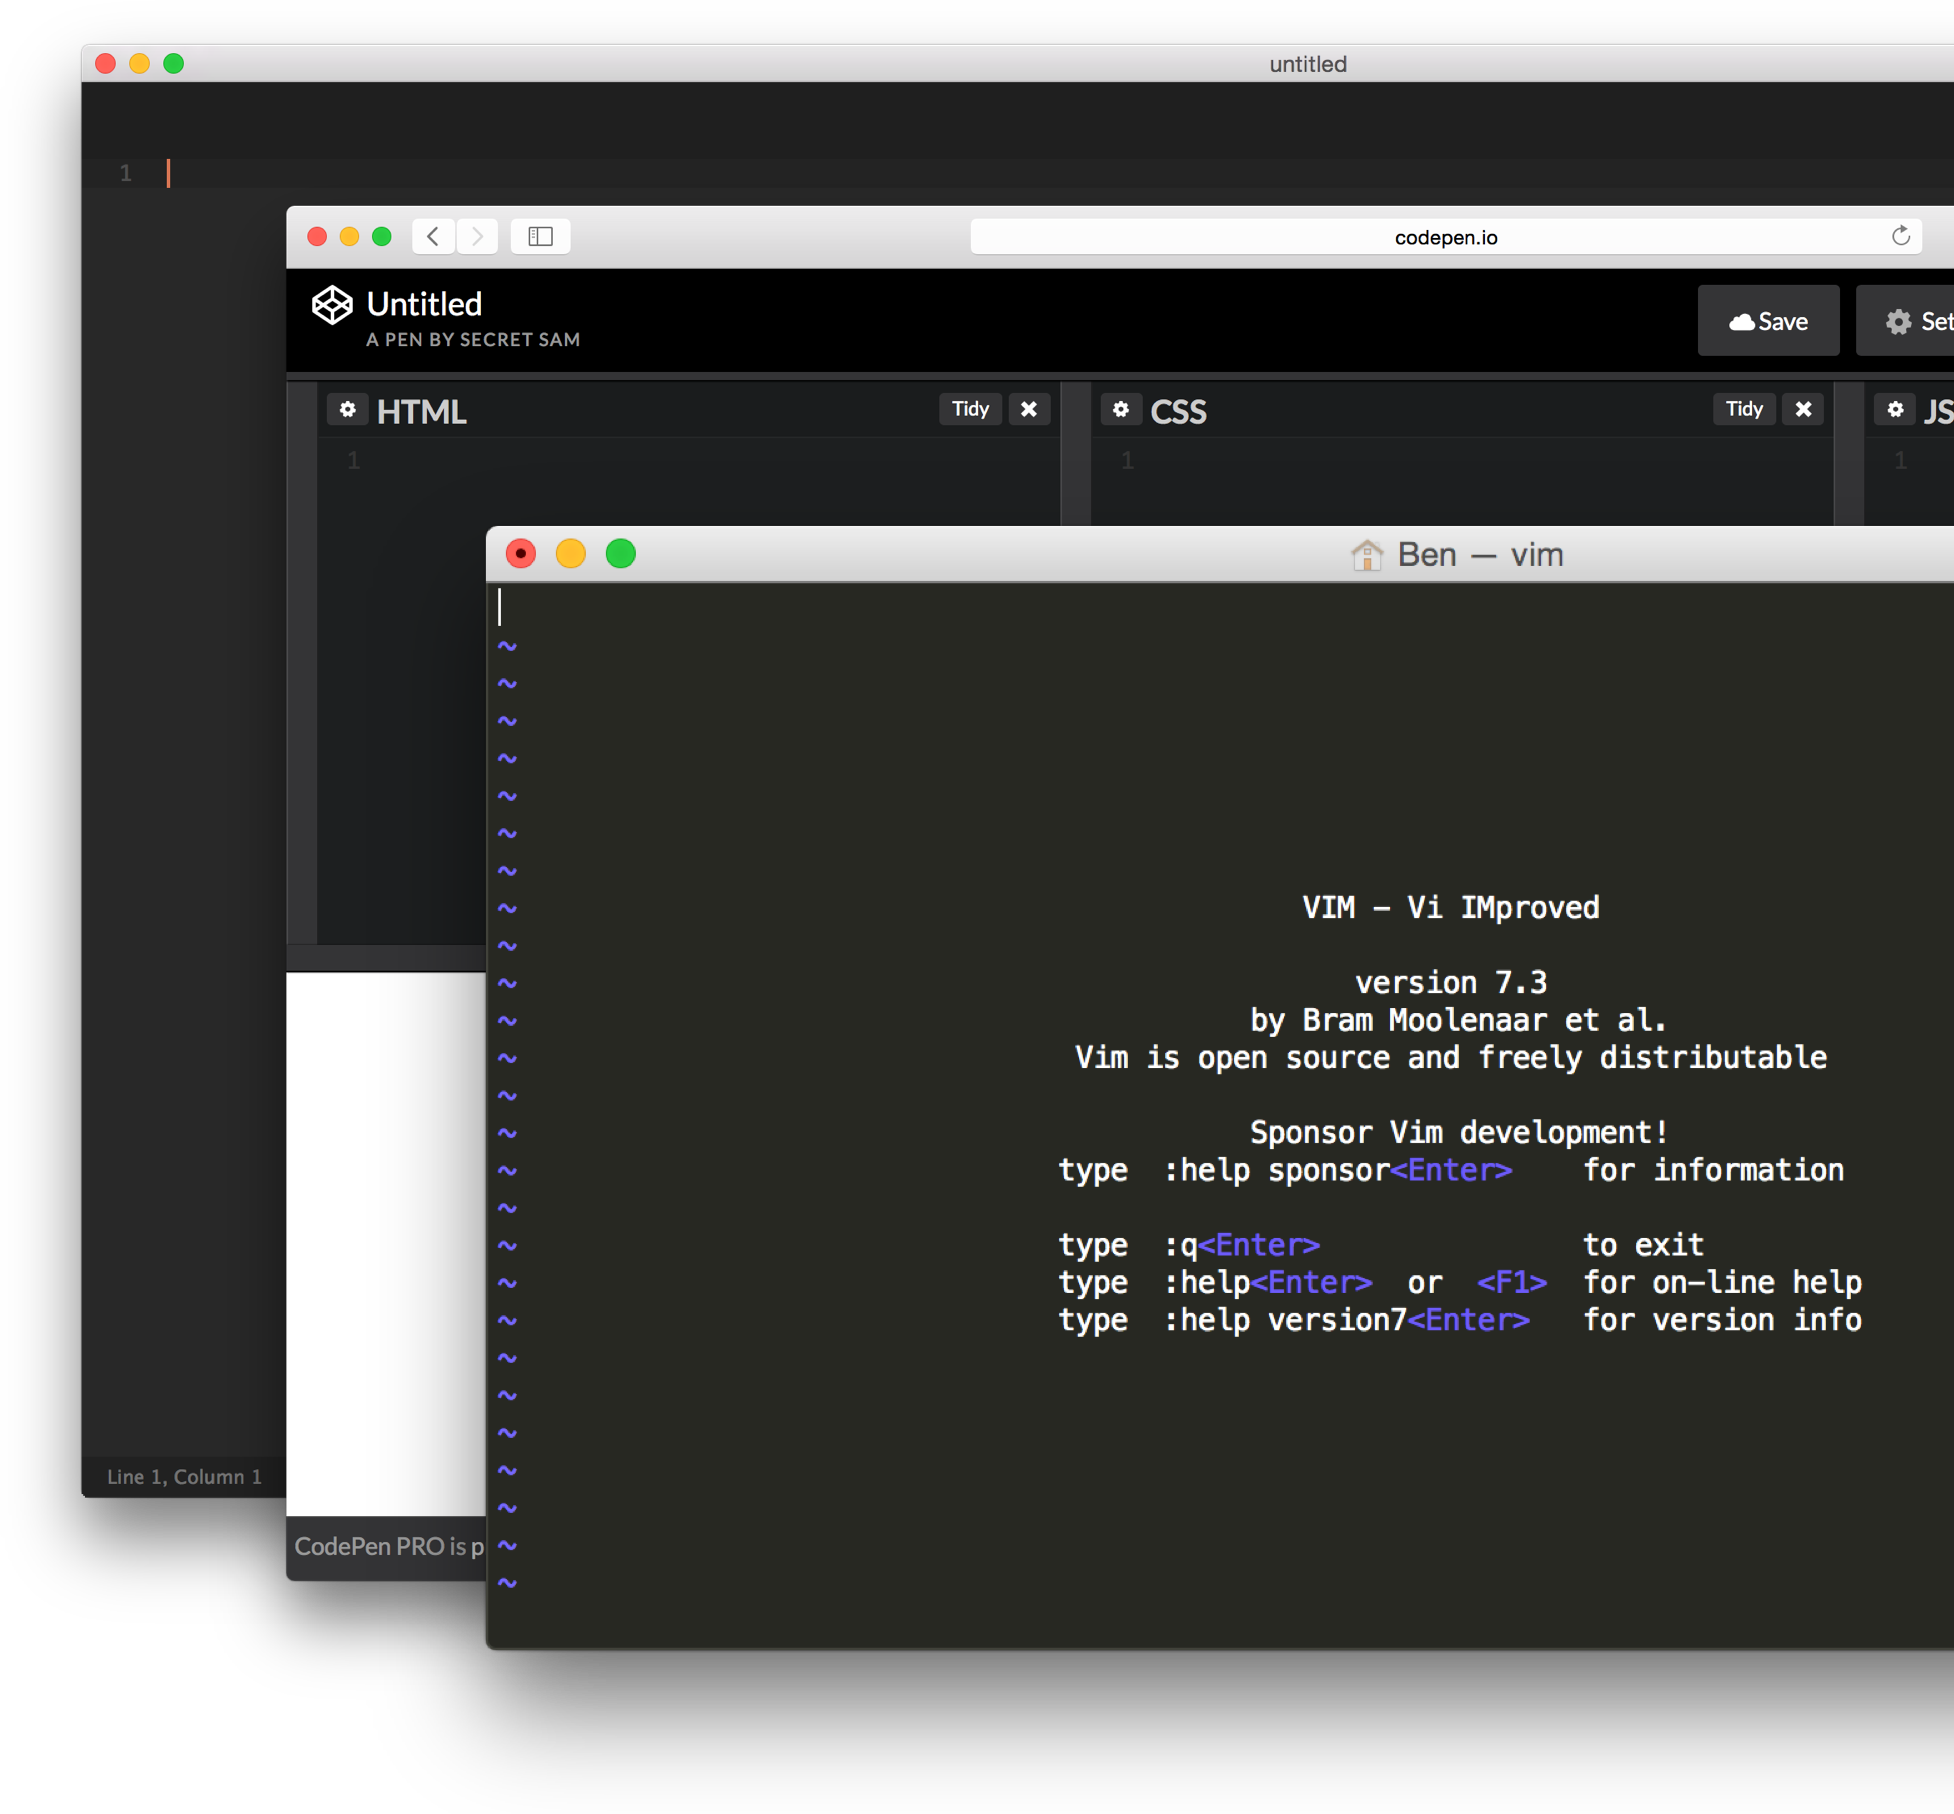 untitled
1
codepen.io
Untitled
A PEN BY SECRET SAM
Save
Set
HTML
Tidy
CSS
Tidy
JS
1
1
1
Ben — vim
~
~
~
~
~
~
~
~
VIM - Vi IMproved
~
~
version 7.3
~
by Bram Moolenaar et al.
~
Vim is open source and freely distributable
~
~
Sponsor Vim development!
~
type :help sponsor<Enter> for information
~
~
type :q<Enter> to exit
~
type :help<Enter> or <F1> for on-line help
~
type :help version7<Enter> for version info
~
~
~
~
~
~
~
Line 1, Column 1
CodePen PRO is p